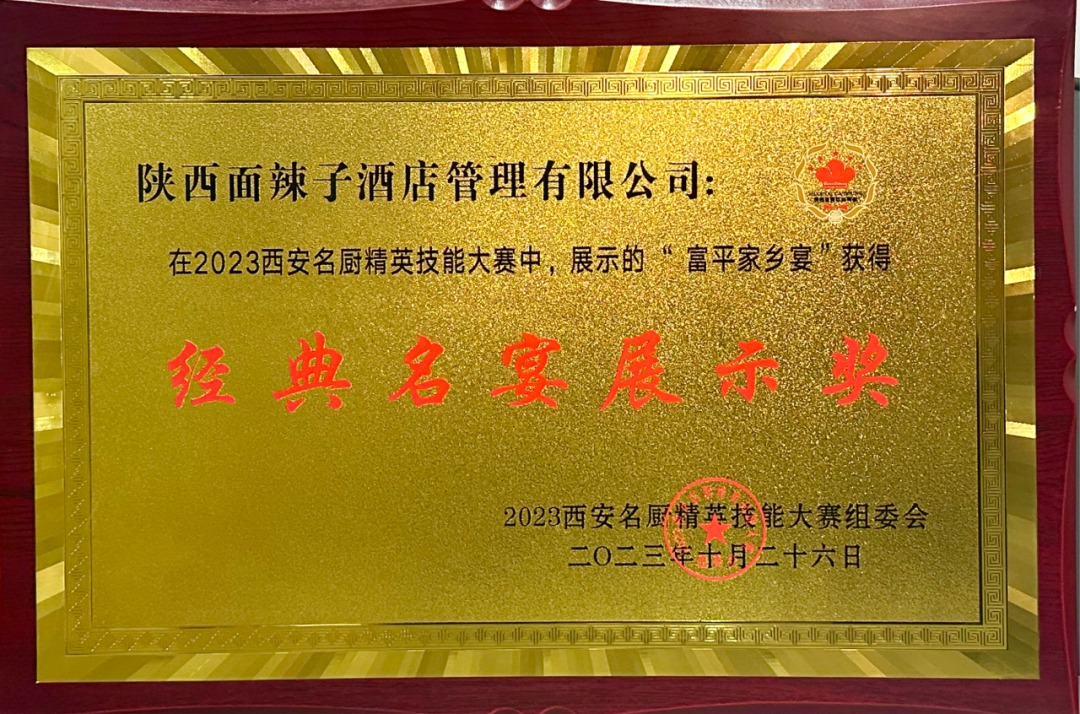 陕西面辣子酒店管理有限公司:
在2023西安名厨精英技能大赛中，展示的“富平家乡宴”获得
经典名宴展示奖
2023西安名厨精英技能大赛组委会
二〇二三年十月二十六日